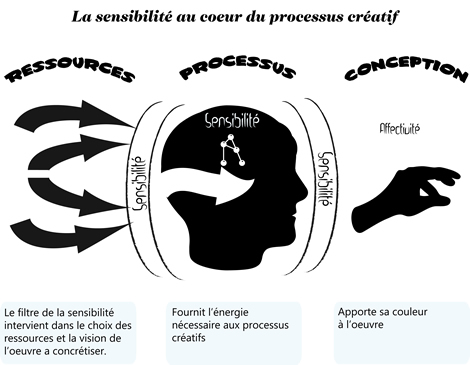 La sensibilité au coeur du processus créatif
RESSOURCES
PROCESSUS
CONCEPTION
Sensibilité
Affectivité
Sensibilité
Sensibilité
Le filtre de la sensibilité
intervient dans le choix des
ressources et la vision de
l'oeuvre a concrétiser.
Fournit l'énergie
nécessaire aux processus
créatifs
Apporte sa couleur
à l'oeuvre